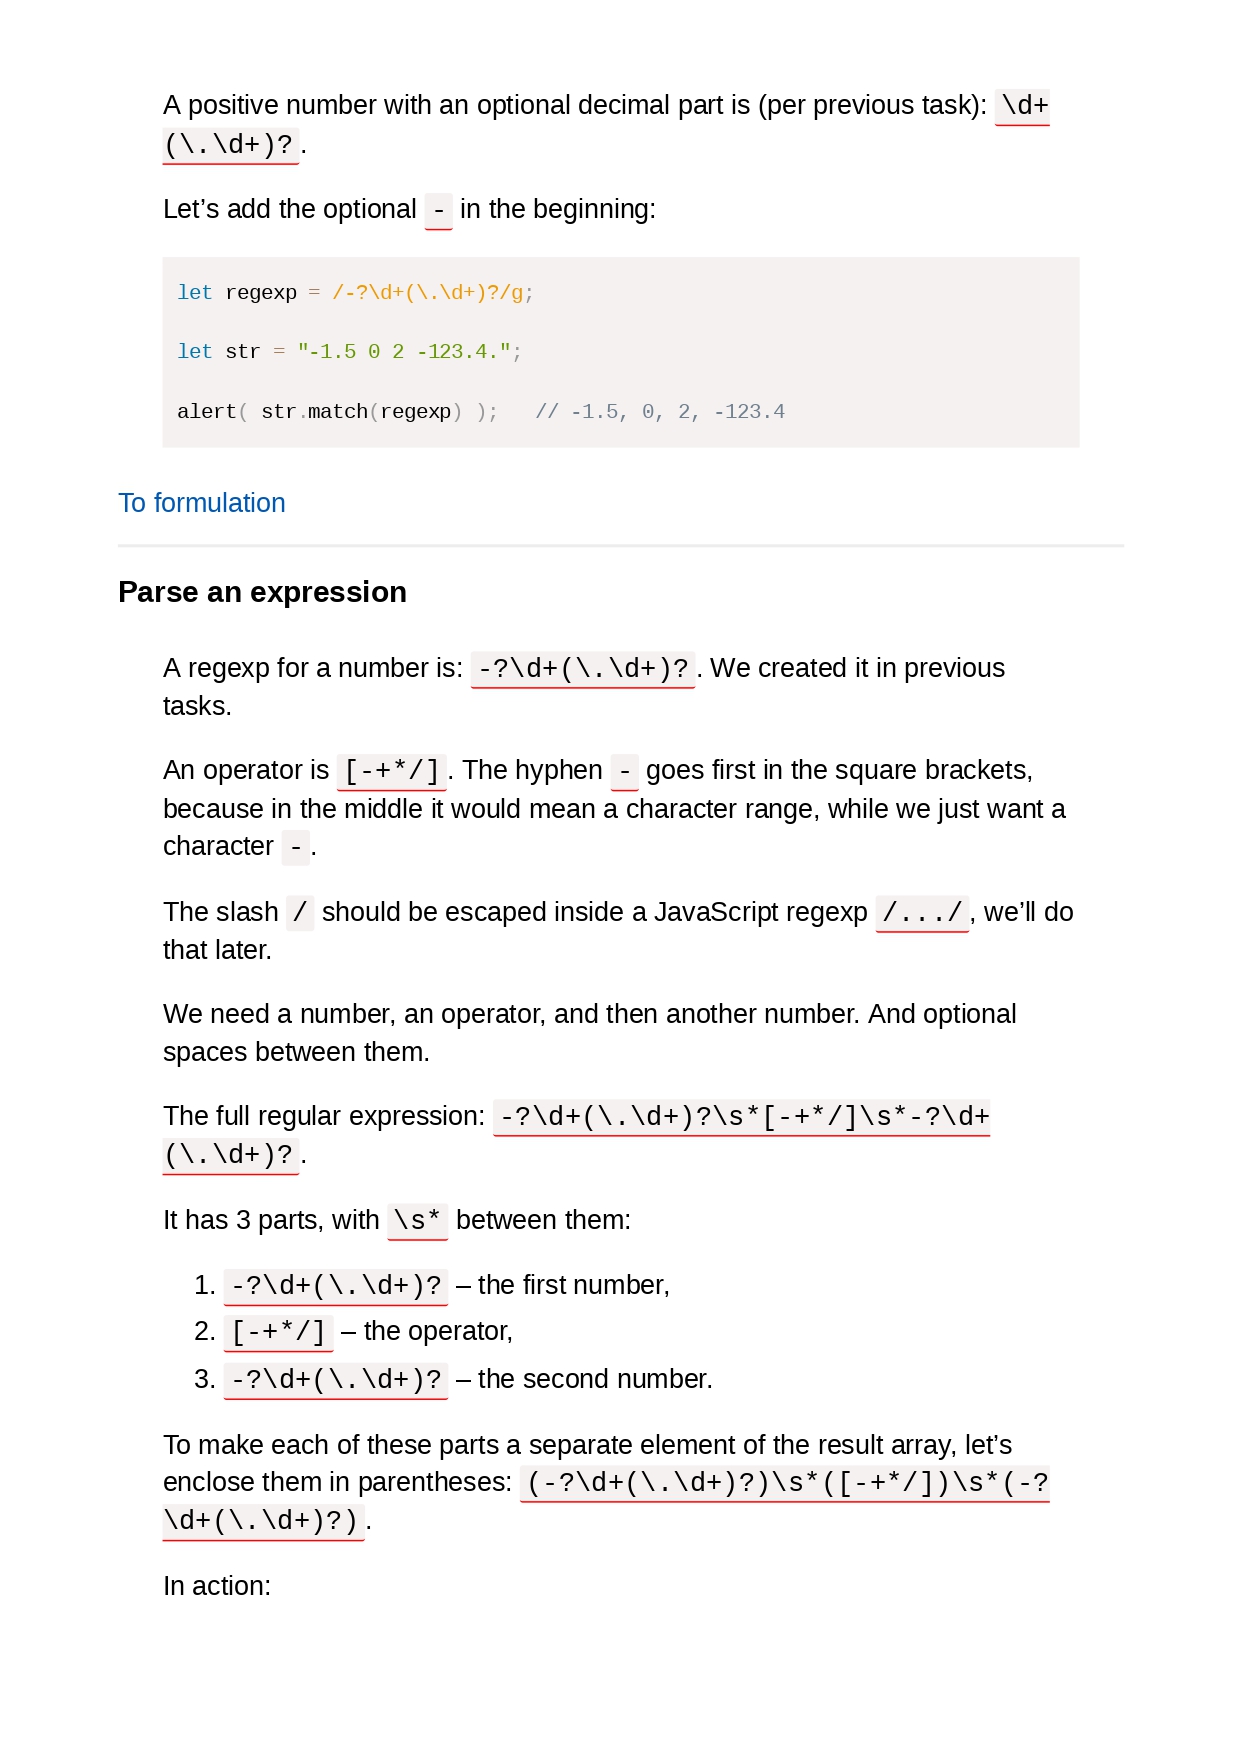 A positive number with an optional decimal part is (per previous task): \d+
(\.\d+)? .
Let’s add the optional - in the beginning:
let regexp = /-?\d+(\.\d+)?/g;
let str = "-1.5 0 2 -123.4.";
alert( str.match(regexp) );   // -1.5, 0, 2, -123.4
To formulation
Parse an expression
A regexp for a number is: -?\d+(\.\d+)? . We created it in previous
tasks.
An operator is [-+*/] . The hyphen - goes first in the square brackets,
because in the middle it would mean a character range, while we just want a
character - .
The slash / should be escaped inside a JavaScript regexp /.../ , we’ll do
that later.
We need a number, an operator, and then another number. And optional
spaces between them.
The full regular expression: -?\d+(\.\d+)?\s*[-+*/]\s*-?\d+
(\.\d+)? .
It has 3 parts, with \s* between them:
1. -?\d+(\.\d+)? – the first number,
2. [-+*/] – the operator,
3. -?\d+(\.\d+)? – the second number.
To make each of these parts a separate element of the result array, let’s
enclose them in parentheses: (-?\d+(\.\d+)?)\s*([-+*/])\s*(-?
\d+(\.\d+)?) .
In action: